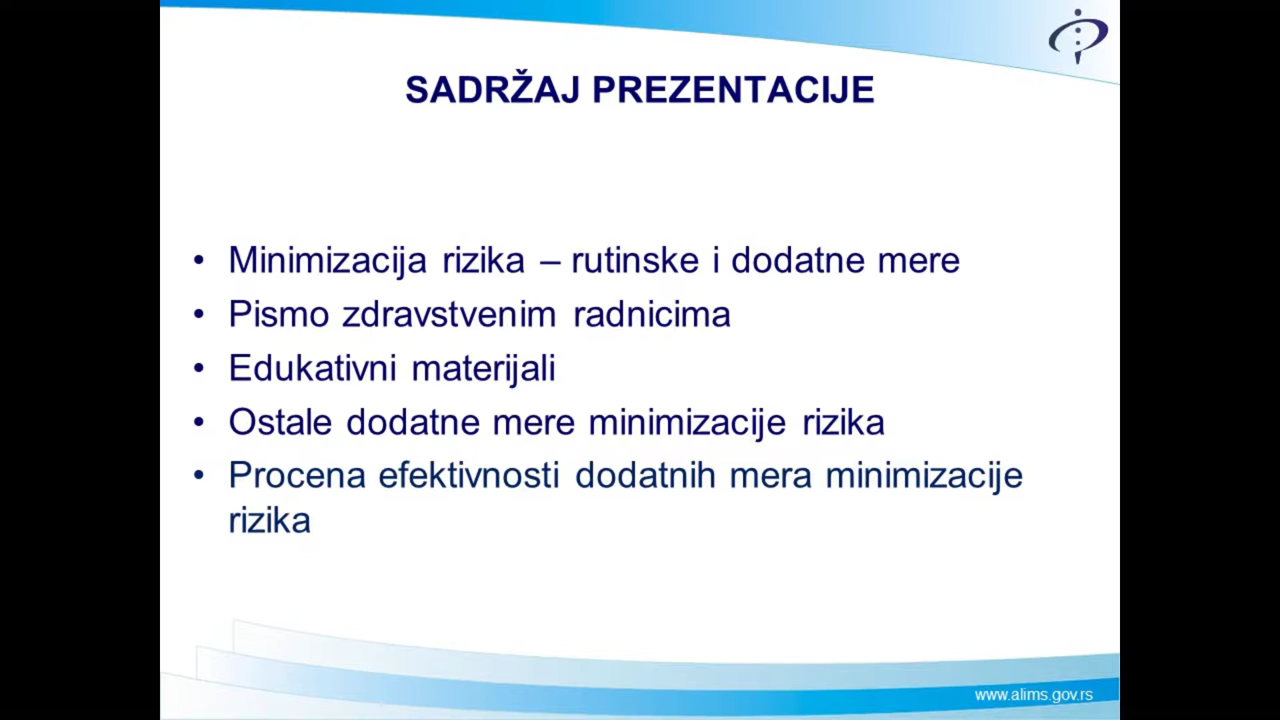 SADRŽAJ PREZENTACIJE
• Minimizacija rizika – rutinske i dodatne mere
• Pismo zdravstvenim radnicima
• Edukativni materijali
• Ostale dodatne mere minimizacije rizika
• Procena efektivnosti dodatnih mera minimizacije
rizika
www.alims.gov.rs